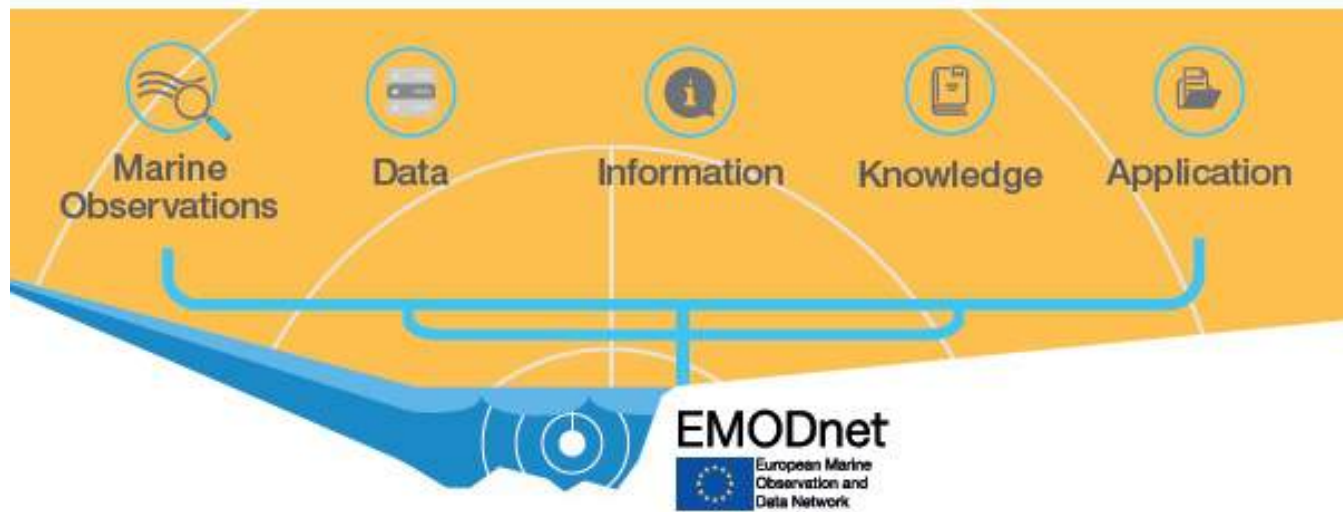 Marine
Observations
Data
Information
Knowledge
Application
EMODnet
European Marine
Observation and
Data Network